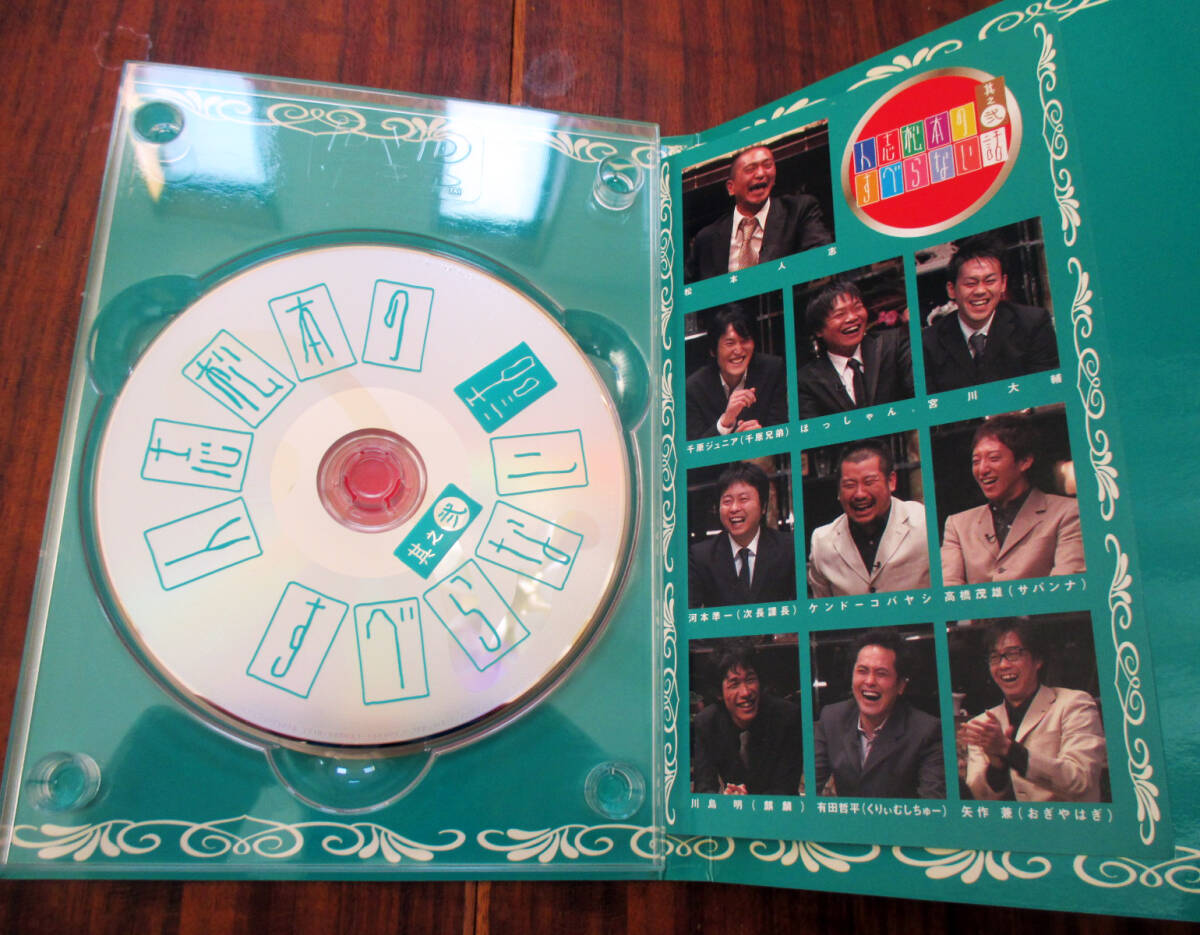 人志松本の
すべらない話
其之弐
人志松本の
すべらない話
其之弐
松本人志
千原ジュニア(千原兄弟)
ほっしゃん。
宮川大輔
河本準一(次長課長)
ケンドーコバヤシ
高橋茂雄(サバンナ)
川島 明(麒麟)
有田哲平(くりぃむしちゅー)
矢作 兼(おぎやはぎ)